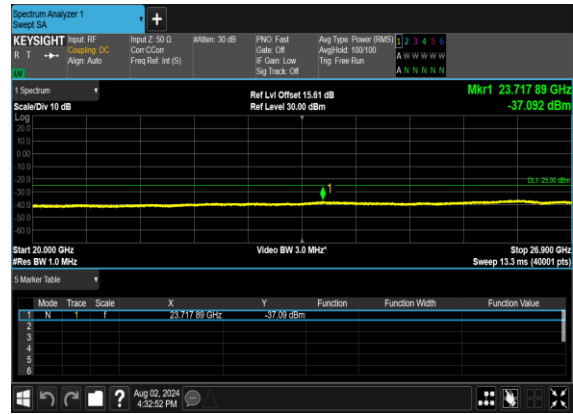 Spectrum Analyzer 1
Swept SA
KEYSIGHT Input: RF Input Z: 50 Ω #Atten: 30 dB PNO: Fast Avg Type: Power (RMS) 1 2 3 4 5 6
R T Coupling: DC Corr CCorr Gate: Off Avg|Hold: 100/100 A W W W W W
Align: Auto Freq Ref: Int (S) IF Gain: Low Trig: Free Run
LW Sig Track: Off A N N N N N
1 Spectrum Ref Lvl Offset 15.61 dB Mkr1 23.717 89 GHz
Scale/Div 10 dB Ref Level 30.00 dBm -37.092 dBm
Log
20.0
10.0
0.00
-10.0
-20.0
DL1 -25.00 dBm
-30.0
1
-40.0
-50.0
-60.0
Start 20.000 GHz Video BW 3.0 MHz* Stop 26.900 GHz
#Res BW 1.0 MHz Sweep 13.3 ms (40001 pts)
5 Marker Table
Mode Trace Scale X Y Function Function Width Function Value
1 N 1 f 23.717 89 GHz -37.09 dBm
2
3
4
5
6
? Aug 02, 2024
4:32:52 PM